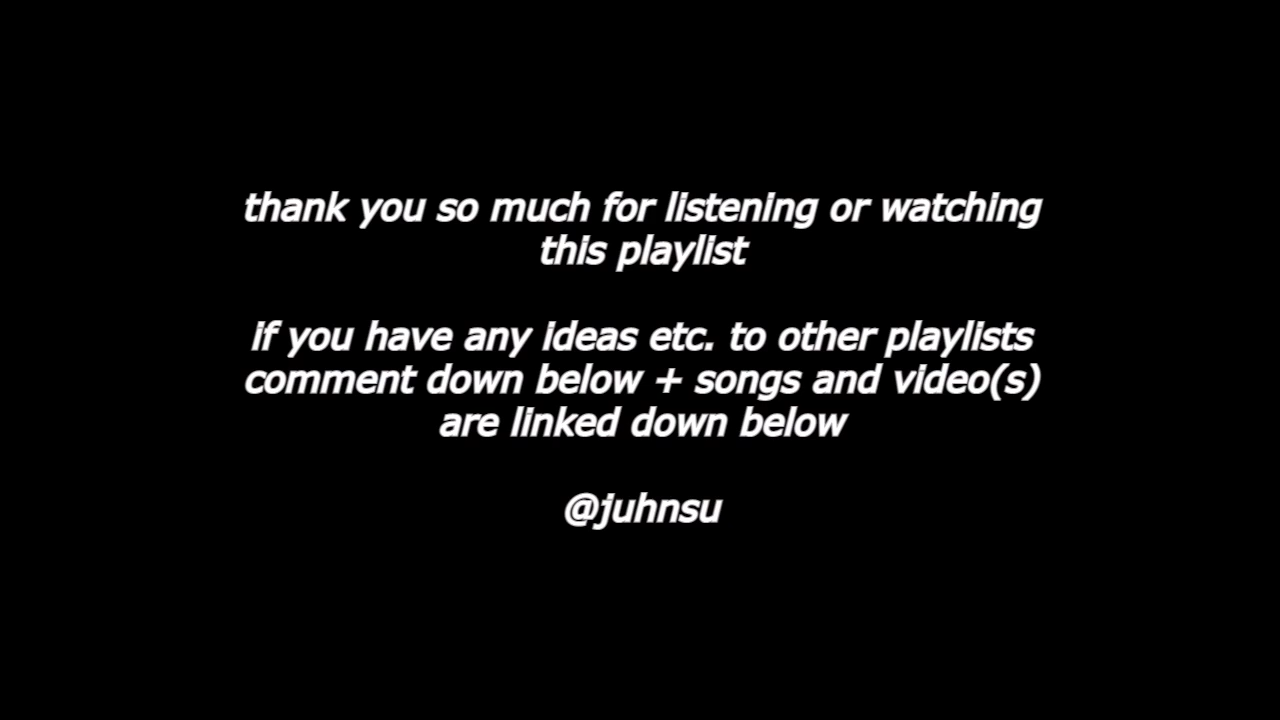 thank you so much for listening or watching
this playlist
if you have any ideas etc. to other playlists
comment down below + songs and video(s)
are linked down below
@juhnsu